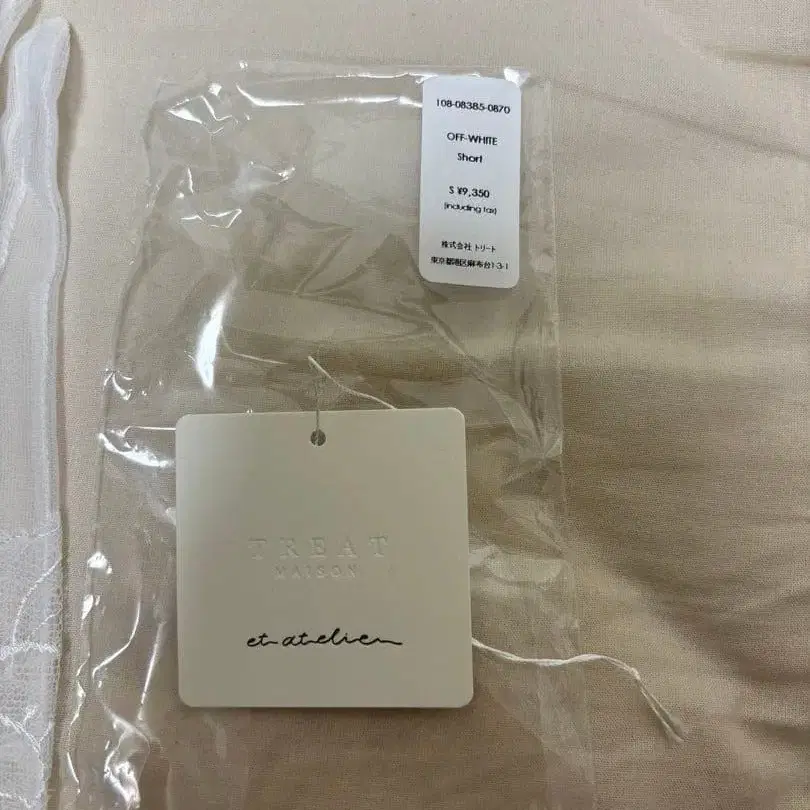 108-08385-0870
OFF-WHITE
Short
S ¥9,350
(including tax)
株式会社 トリート
東京都港区麻布台1-3-1
TREAT
MAISON
et atelier